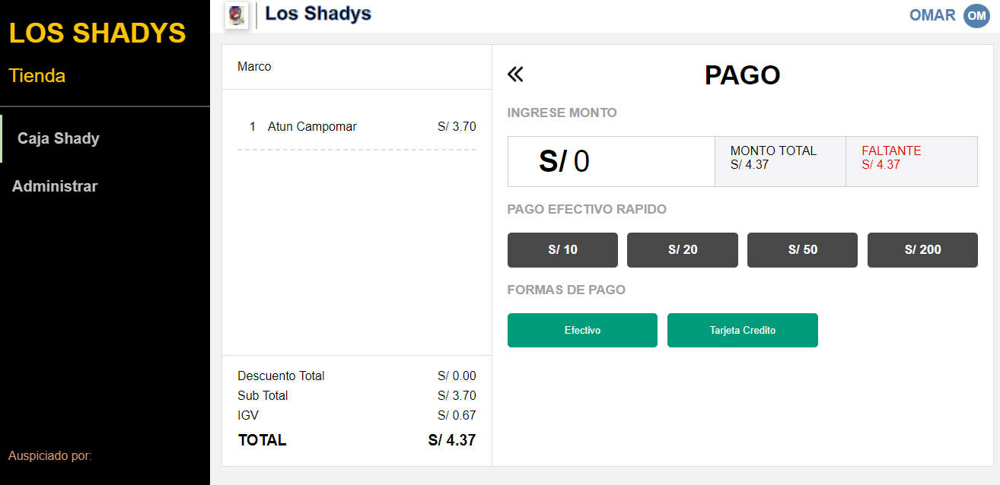 LOS SHADYS
Tienda
Caja Shady
Administrar
Auspiciado por:
Los Shadys
OMAR OM
Marco
1 Atun Campomar S/ 3.70
Descuento Total S/ 0.00
Sub Total S/ 3.70
IGV S/ 0.67
TOTAL S/ 4.37
PAGO
INGRESE MONTO
S/ 0
MONTO TOTAL
S/ 4.37
FALTANTE
S/ 4.37
PAGO EFECTIVO RAPIDO
S/ 10 S/ 20 S/ 50 S/ 200
FORMAS DE PAGO
Efectivo Tarjeta Credito